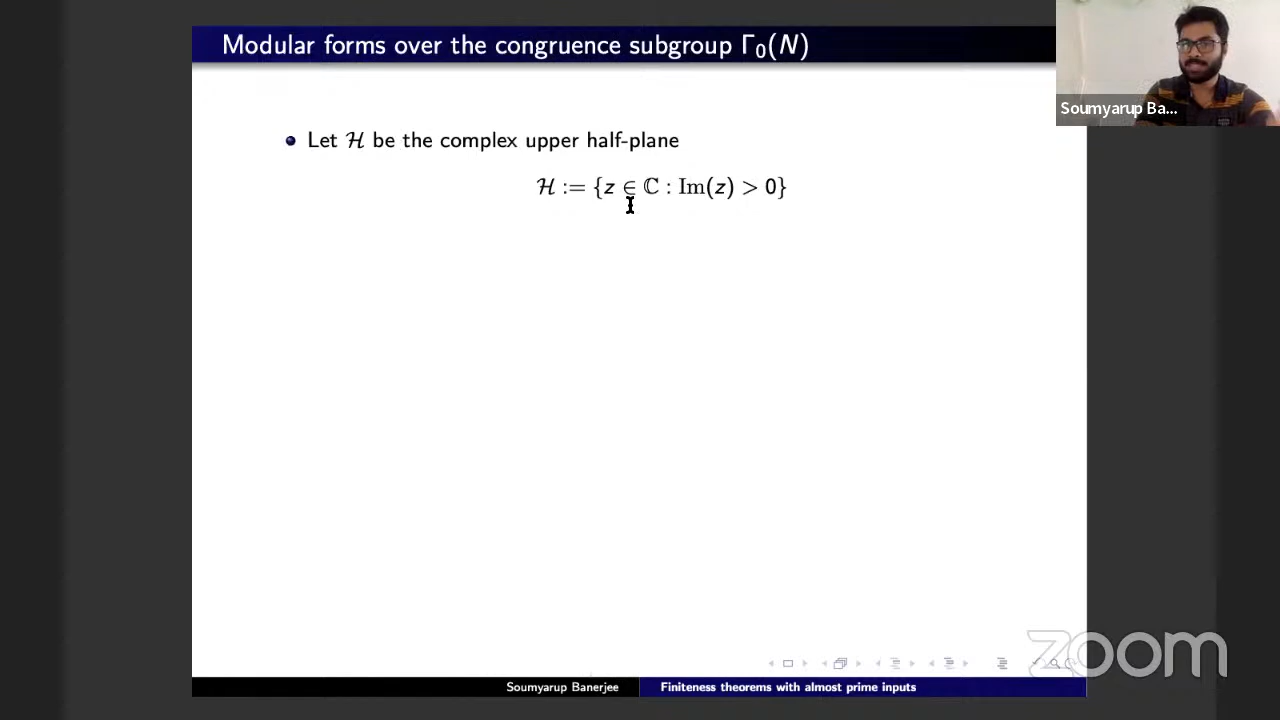 Modular forms over the congruence subgroup Γ₀(N)
Soumyarup Ba...
Let ℋ be the complex upper half-plane
ℋ := {z ∈ ℂ : Im(z) > 0}
zoom
Soumyarup Banerjee
Finiteness theorems with almost prime inputs